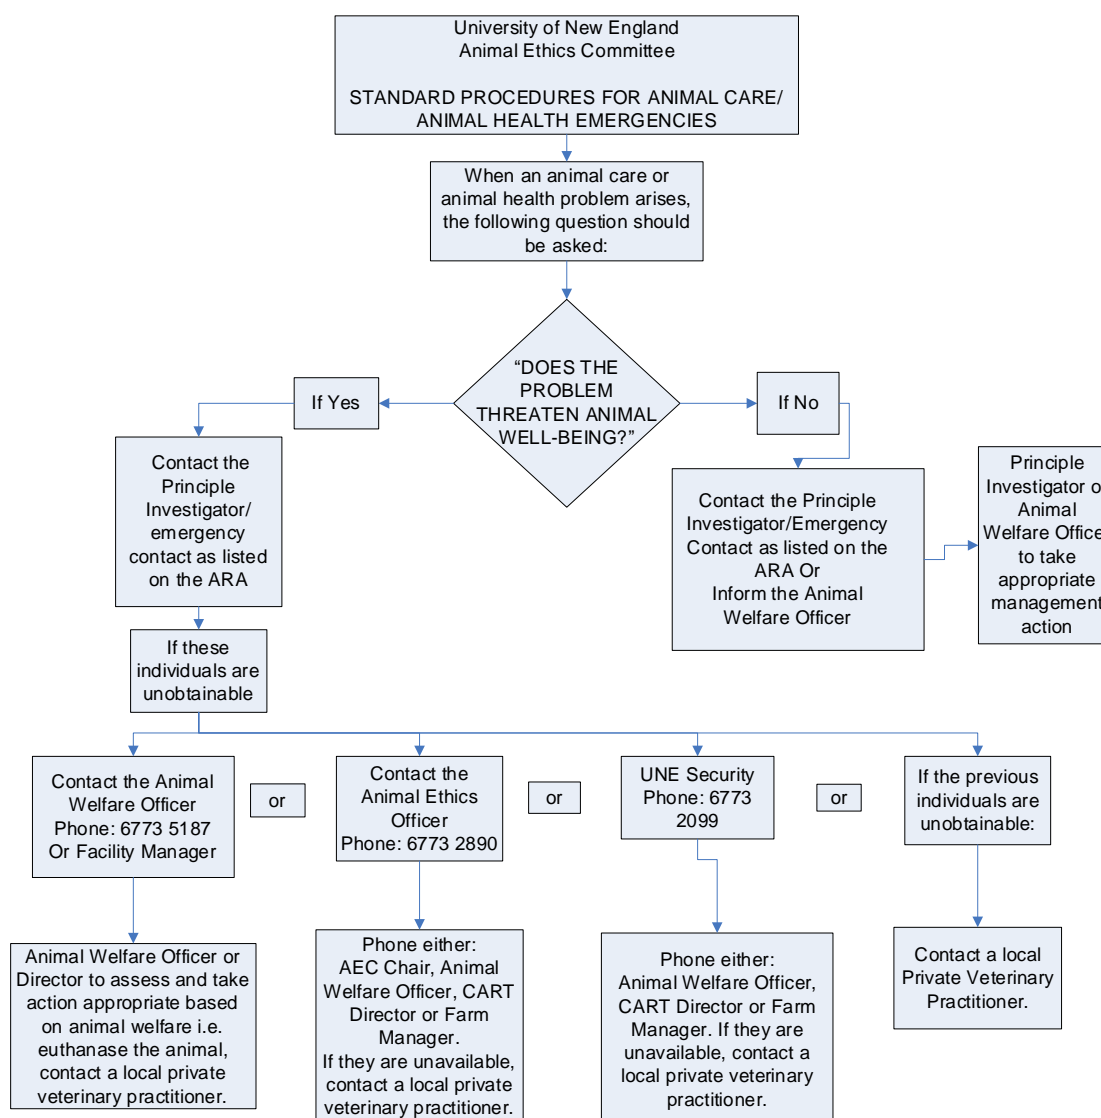 University of New England
Animal Ethics Committee
STANDARD PROCEDURES FOR ANIMAL CARE/
ANIMAL HEALTH EMERGENCIES
When an animal care or
animal health problem arises,
the following question should
be asked:
“DOES THE
PROBLEM
THREATEN ANIMAL
WELL-BEING?”
If Yes
If No
Contact the
Principle
Investigator/
emergency
contact as listed
on the ARA
Contact the Principle
Investigator/Emergency
Contact as listed on the
ARA Or
Inform the Animal
Welfare Officer
Principle
Investigator o
Animal
Welfare Office
to take
appropriate
management
action
If these
individuals are
unobtainable
Contact the Animal
Welfare Officer
Phone: 6773 5187
Or Facility Manager
or
Contact the
Animal Ethics
Officer
Phone: 6773 2890
or
UNE Security
Phone: 6773
2099
or
If the previous
individuals are
unobtainable:
Animal Welfare Officer or
Director to assess and take
action appropriate based
on animal welfare i.e.
euthanase the animal,
contact a local private
veterinary practitioner.
Phone either:
AEC Chair, Animal
Welfare Officer, CART
Director or Farm
Manager.
If they are unavailable,
contact a local private
veterinary practitioner.
Phone either:
Animal Welfare Officer,
CART Director or Farm
Manager. If they are
unavailable, contact a
local private veterinary
practitioner.
Contact a local
Private Veterinary
Practitioner.